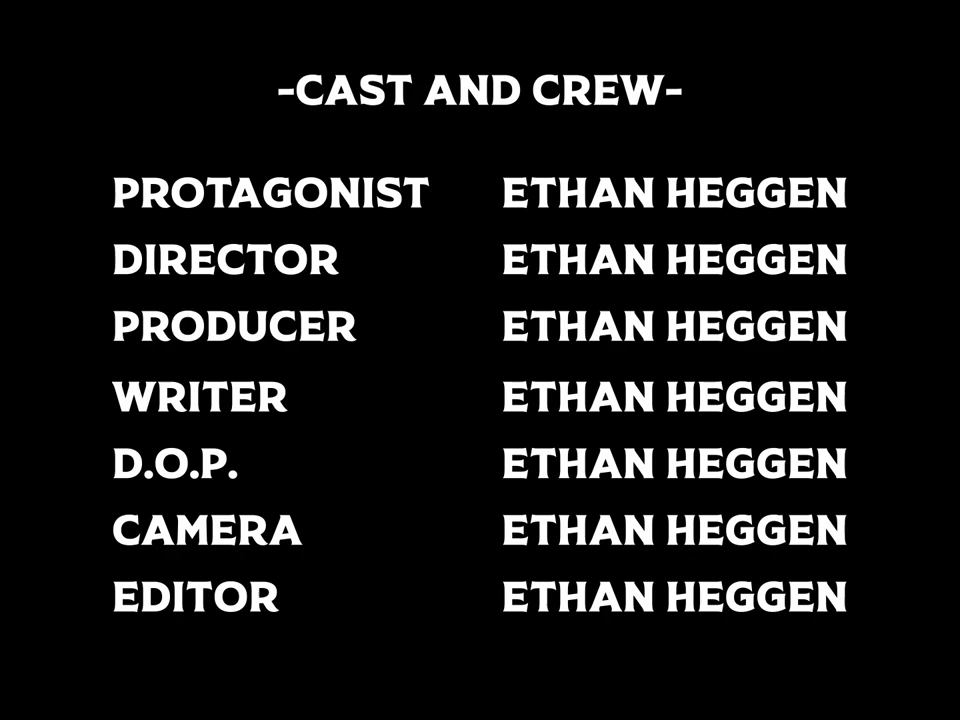 -CAST AND CREW-
PROTAGONIST ETHAN HEGGEN
DIRECTOR ETHAN HEGGEN
PRODUCER ETHAN HEGGEN
WRITER ETHAN HEGGEN
D.O.P. ETHAN HEGGEN
CAMERA ETHAN HEGGEN
EDITOR ETHAN HEGGEN